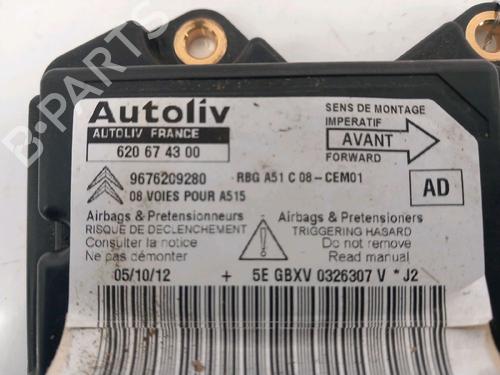 B-PARTS
Autoliv
AUTOLIV FRANCE
620 67 43 00
SENS DE MONTAGE
IMPERATIF
AVANT
FORWARD
9676209280
RBG A51 C 08-CEM01
08 VOIES POUR A515
AD
Airbags & Pretensionneurs
RISQUE DE DECLENCHEMENT
Consulter la notice
Ne pas démonter
Airbags & Pretensioners
TRIGGERING HASARD
Do not remove
Read manual
05/10/12 + 5E GBXV 0326307 V *J2